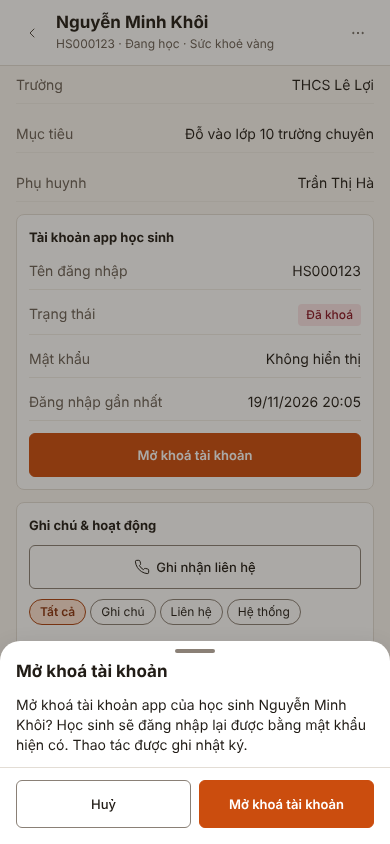 Nguyễn Minh Khôi
HS000123 · Đang học · Sức khoẻ vàng
Trường THCS Lê Lợi
Mục tiêu Đỗ vào lớp 10 trường chuyên
Phụ huynh Trần Thị Hà
Tài khoản app học sinh
Tên đăng nhập HS000123
Trạng thái Đã khoá
Mật khẩu Không hiển thị
Đăng nhập gần nhất 19/11/2026 20:05
Mở khoá tài khoản
Ghi chú & hoạt động
Ghi nhận liên hệ
Tất cả Ghi chú Liên hệ Hệ thống
Mở khoá tài khoản
Mở khoá tài khoản app của học sinh Nguyễn Minh
Khôi? Học sinh sẽ đăng nhập lại được bằng mật khẩu
hiện có. Thao tác được ghi nhật ký.
Huỷ Mở khoá tài khoản